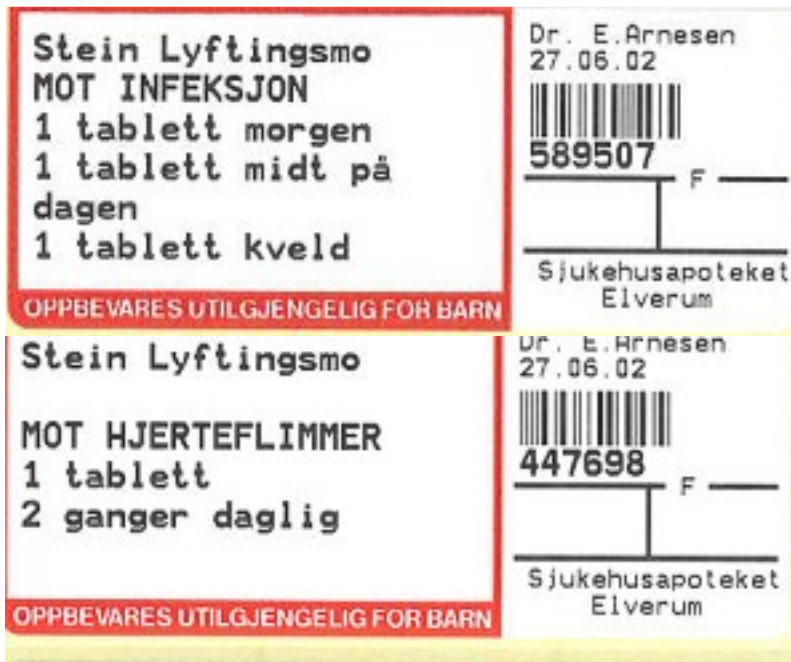 Stein Lyftingsmo
MOT INFEKSJON
1 tablett morgen
1 tablett midt på
dagen
1 tablett kveld
OPPBEVARES UTILGJENGELIG FOR BARN
Dr. E.Arnesen
27.06.02
589507
F
Sjukehusapoteket
Elverum
Stein Lyftingsmo
MOT HJERTEFLIMMER
1 tablett
2 ganger daglig
OPPBEVARES UTILGJENGELIG FOR BARN
Dr. E.Arnesen
27.06.02
447698
F
Sjukehusapoteket
Elverum